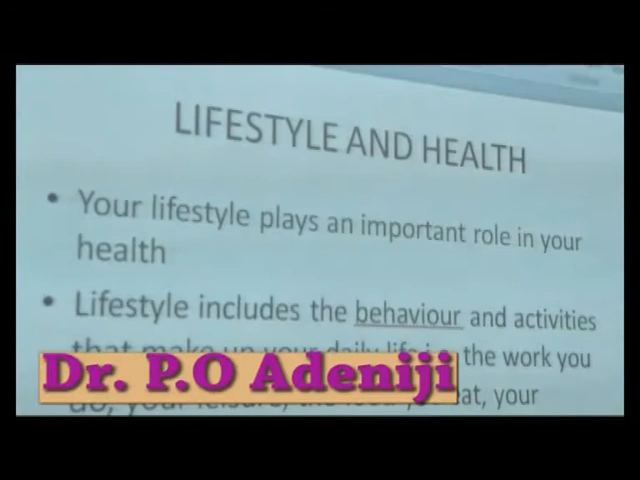 LIFESTYLE AND HEALTH
• Your lifestyle plays an important role in your
health
• Lifestyle includes the behaviour and activities
that make up your daily life i.e. the work you
do, your leisure, the food you eat, your
Dr. P.O Adeniji